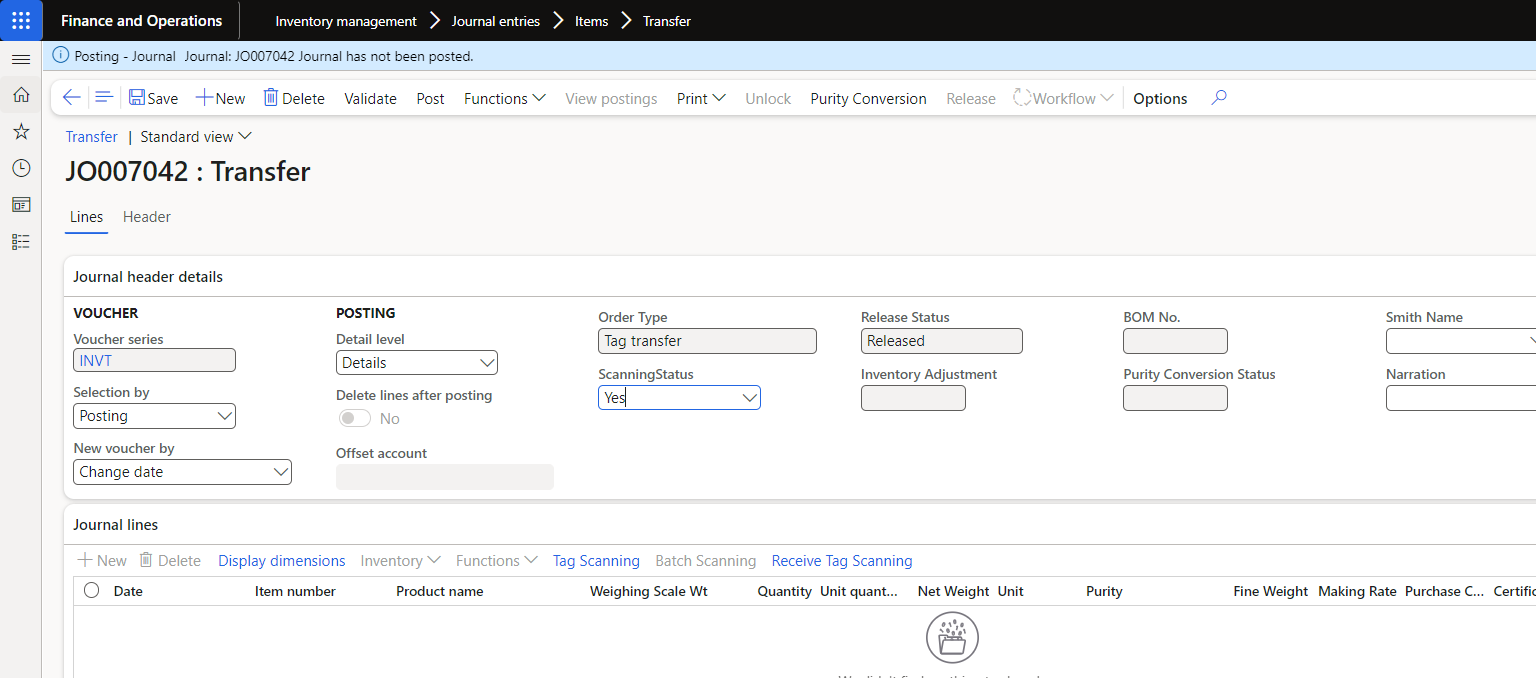 Finance and Operations
Inventory management > Journal entries > Items > Transfer
Posting - Journal Journal: JO007042 Journal has not been posted.
Save New Delete Validate Post Functions View postings Print Unlock Purity Conversion Release Workflow Options
Transfer | Standard view
JO007042 : Transfer
Lines Header
Journal header details
VOUCHER
Voucher series
INVT
Selection by
Posting
New voucher by
Change date
POSTING
Detail level
Details
Delete lines after posting
No
Offset account
Order Type
Tag transfer
ScanningStatus
Yes
Release Status
Released
Inventory Adjustment
BOM No.
Purity Conversion Status
Smith Name
Narration
Journal lines
New Delete Display dimensions Inventory Functions Tag Scanning Batch Scanning Receive Tag Scanning
Date Item number Product name Weighing Scale Wt Quantity Unit quant... Net Weight Unit Purity Fine Weight Making Rate Purchase C...